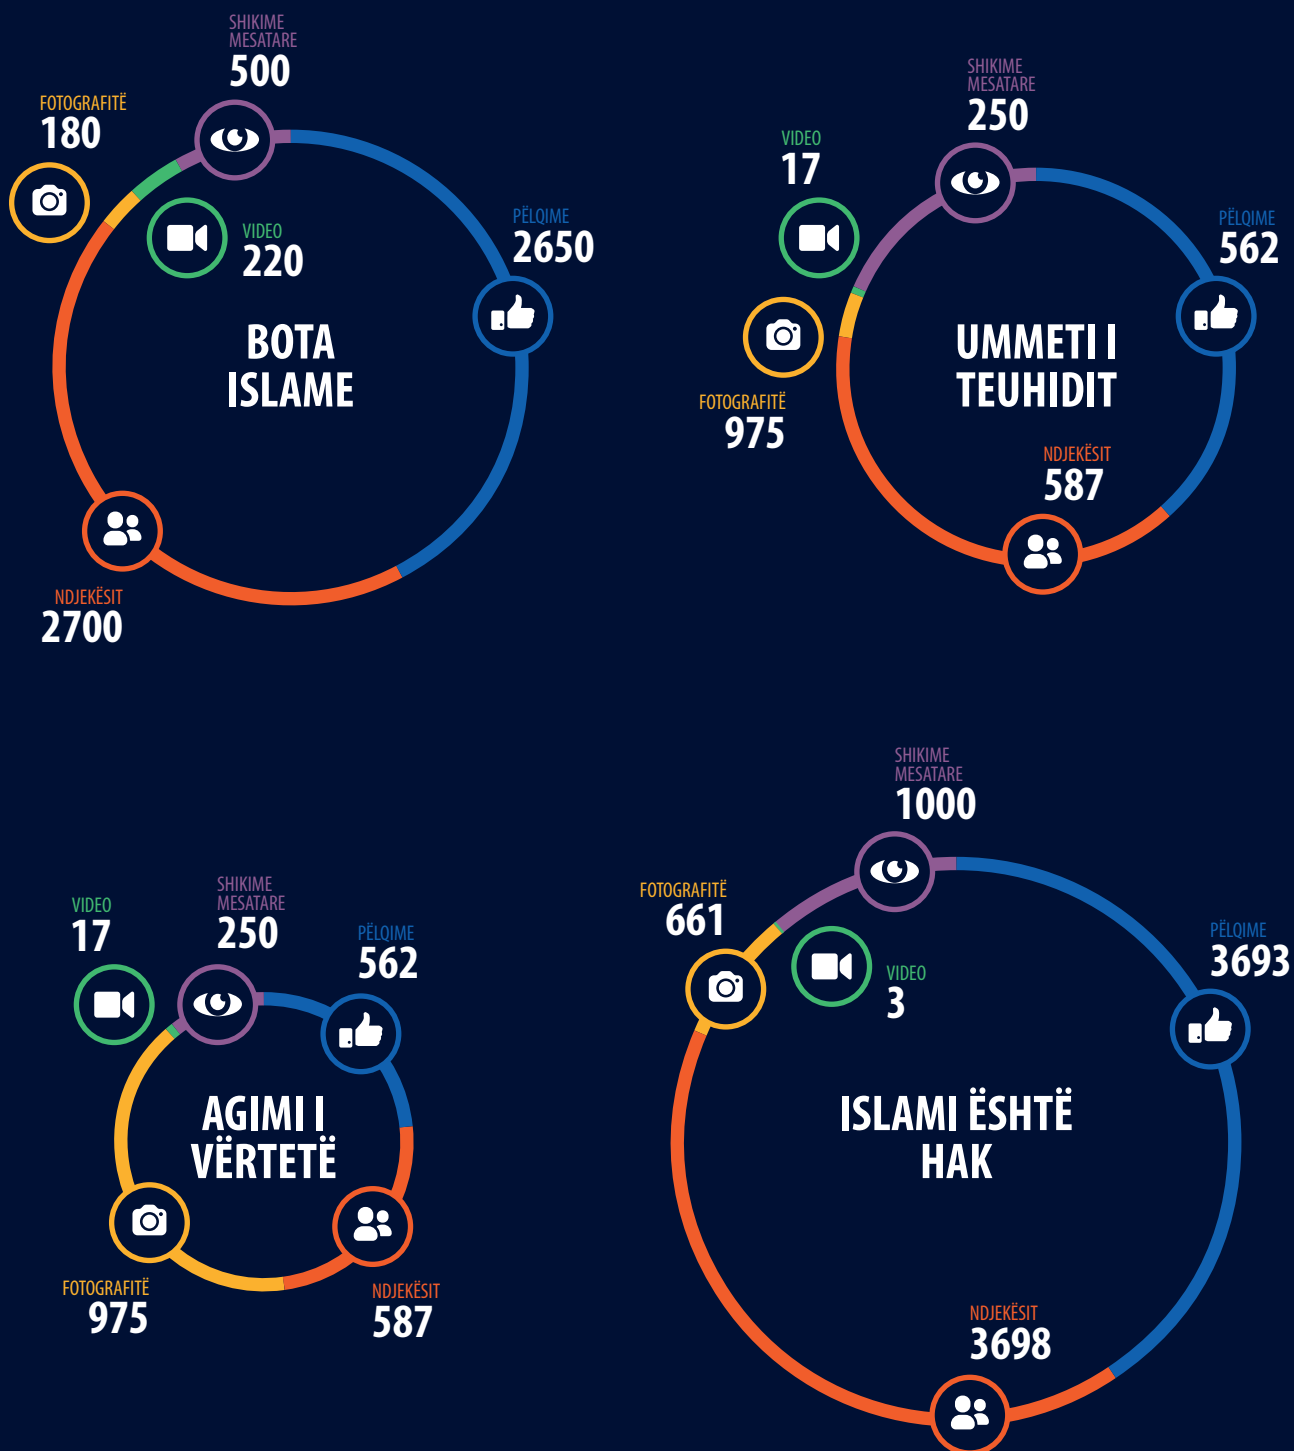 SHIKIME
MESATARE
500
FOTOGRAFITË
180
VIDEO
220
PËLQIME
2650
BOTA
ISLAME
NDJEKËSIT
2700
SHIKIME
MESATARE
250
VIDEO
17
PËLQIME
562
UMMETI I
TEUHIDIT
FOTOGRAFITË
975
NDJEKËSIT
587
SHIKIME
MESATARE
250
VIDEO
17
PËLQIME
562
AGIMI I
VËRTETË
FOTOGRAFITË
975
NDJEKËSIT
587
SHIKIME
MESATARE
1000
FOTOGRAFITË
661
VIDEO
3
PËLQIME
3693
ISLAMI ËSHTË
HAK
NDJEKËSIT
3698